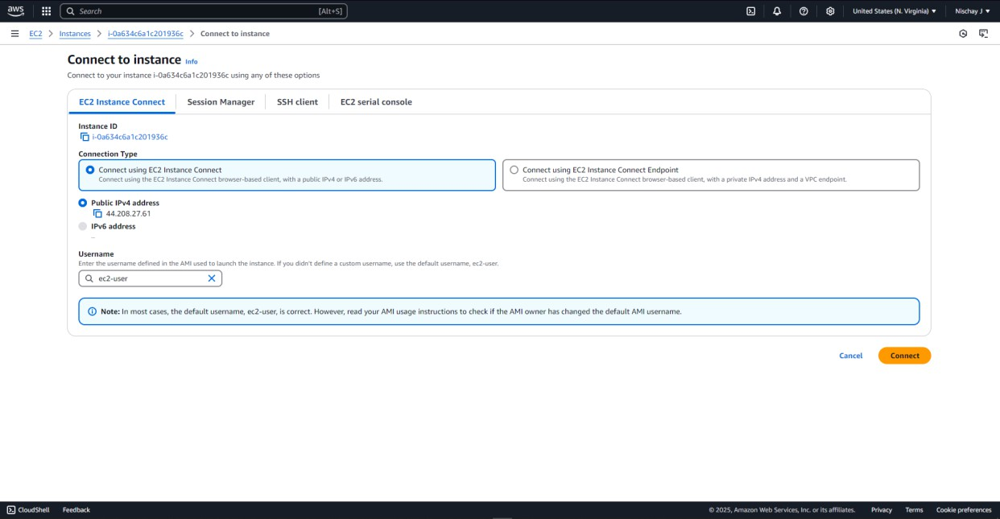 aws Search [Alt+S] United States (N. Virginia) Nischay J
EC2 > Instances > i-0a634c6a1c201936c > Connect to instance
Connect to instance Info
Connect to your instance i-0a634c6a1c201936c using any of these options
EC2 Instance Connect Session Manager SSH client EC2 serial console
Instance ID
i-0a634c6a1c201936c
Connection Type
Connect using EC2 Instance Connect
Connect using the EC2 Instance Connect browser-based client, with a public IPv4 or IPv6 address.
Connect using EC2 Instance Connect Endpoint
Connect using the EC2 Instance Connect browser-based client, with a private IPv4 address and a VPC endpoint.
Public IPv4 address
44.208.27.61
IPv6 address
–
Username
Enter the username defined in the AMI used to launch the instance. If you didn't define a custom username, use the default username, ec2-user.
ec2-user
Note: In most cases, the default username, ec2-user, is correct. However, read your AMI usage instructions to check if the AMI owner has changed the default AMI username.
Cancel Connect
CloudShell Feedback © 2025, Amazon Web Services, Inc. or its affiliates. Privacy Terms Cookie preferences